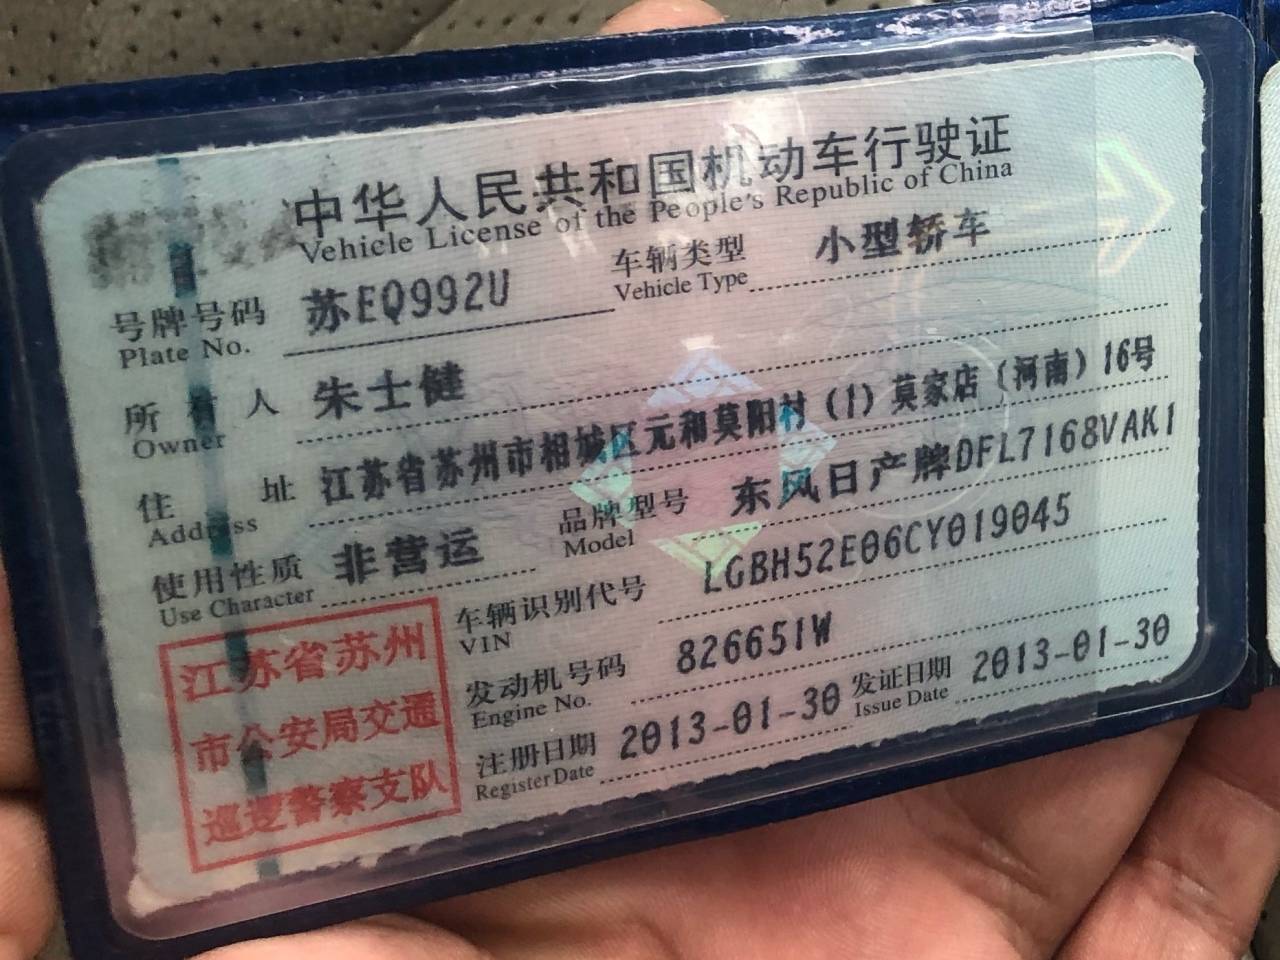 中华人民共和国机动车行驶证
Vehicle License of the People's Republic of China
号牌号码 苏EQ992U 车辆类型 小型轿车
Plate No. Vehicle Type
所有人 朱士健
Owner
住址 江苏省苏州市相城区元和莫阳村（1）莫家店（河南）16号
Address
使用性质 非营运 品牌型号 东风日产牌DFL7168VAK1
Use Character Model
车辆识别代号 LGBH52E06CY019045
VIN
发动机号码 826651W
Engine No.
注册日期 2013-01-30 发证日期 2013-01-30
Register Date Issue Date
江苏省苏州
市公安局交通
巡逻警察支队